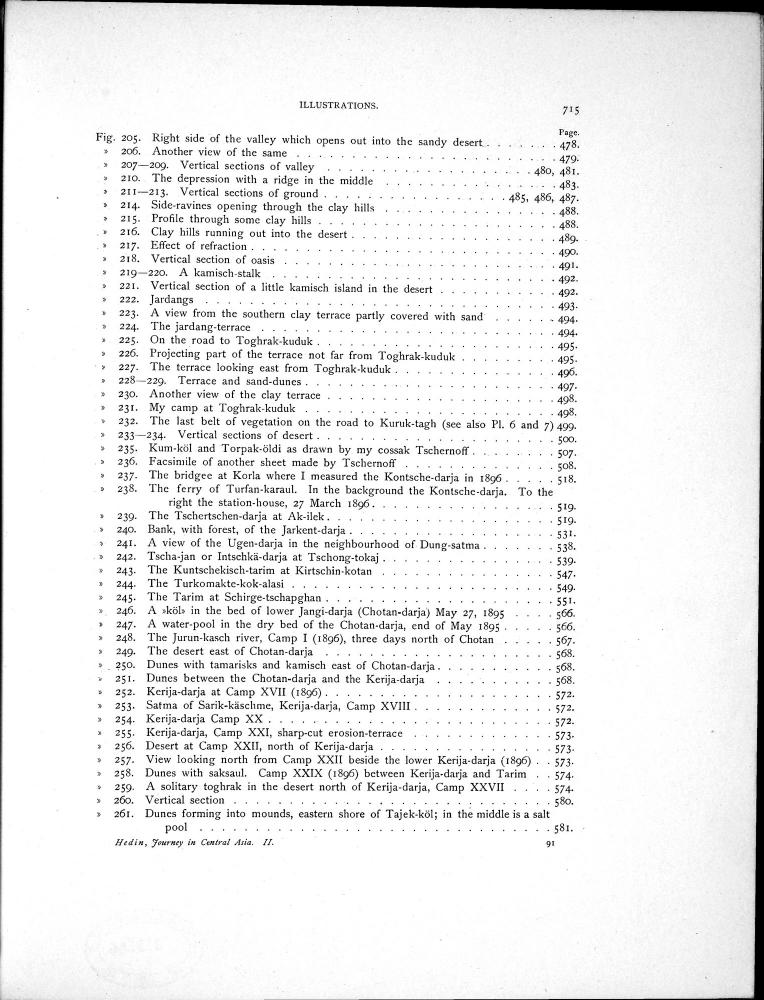 ILLUSTRATIONS.
715
Page.
Fig. 205. Right side of the valley which opens out into the sandy desert . . . . . . . 478.
» 206. Another view of the same . . . . . . . . . . . . . . . . . . . . 479.
» 207—209. Vertical sections of valley . . . . . . . . . . . . . . . . . 480, 481.
» 210. The depression with a ridge in the middle . . . . . . . . . . . . . . 483.
» 211—213. Vertical sections of ground . . . . . . . . . . . . . . . 485, 486, 487.
» 214. Side-ravines opening through the clay hills . . . . . . . . . . . . . . 488.
» 215. Profile through some clay hills . . . . . . . . . . . . . . . . . . . 488.
» 216. Clay hills running out into the desert . . . . . . . . . . . . . . . . 489.
» 217. Effect of refraction . . . . . . . . . . . . . . . . . . . . . . . 490.
» 218. Vertical section of oasis . . . . . . . . . . . . . . . . . . . . . 491.
» 219—220. A kamisch-stalk . . . . . . . . . . . . . . . . . . . . . . 492.
» 221. Vertical section of a little kamisch island in the desert . . . . . . . . . . 492.
» 222. Jardangs . . . . . . . . . . . . . . . . . . . . . . . . . . . 493.
» 223. A view from the southern clay terrace partly covered with sand . . . . . . 494.
» 224. The jardang-terrace . . . . . . . . . . . . . . . . . . . . . . . 494.
» 225. On the road to Toghrak-kuduk . . . . . . . . . . . . . . . . . . . 495.
» 226. Projecting part of the terrace not far from Toghrak-kuduk . . . . . . . . 495.
» 227. The terrace looking east from Toghrak-kuduk . . . . . . . . . . . . . 496.
» 228—229. Terrace and sand-dunes . . . . . . . . . . . . . . . . . . . 497.
» 230. Another view of the clay terrace . . . . . . . . . . . . . . . . . . 498.
» 231. My camp at Toghrak-kuduk . . . . . . . . . . . . . . . . . . . . 498.
» 232. The last belt of vegetation on the road to Kuruk-tagh (see also Pl. 6 and 7) 499.
» 233—234. Vertical sections of desert . . . . . . . . . . . . . . . . . . 500.
» 235. Kum-köl and Torpak-öldi as drawn by my cossak Tschernoff . . . . . . . 507.
» 236. Facsimile of another sheet made by Tschernoff . . . . . . . . . . . . 508.
» 237. The bridgee at Korla where I measured the Kontsche-darja in 1896 . . . . . 518.
» 238. The ferry of Turfan-karaul. In the background the Kontsche-darja. To the
right the station-house, 27 March 1896 . . . . . . . . . . . . . . 519.
» 239. The Tschertschen-darja at Ak-ilek . . . . . . . . . . . . . . . . . . 519.
» 240. Bank, with forest, of the Jarkent-darja . . . . . . . . . . . . . . . . 531.
» 241. A view of the Ugen-darja in the neighbourhood of Dung-satma . . . . . . . 538.
» 242. Tscha-jan or Intschkä-darja at Tschong-tokaj . . . . . . . . . . . . . . 539.
» 243. The Kuntschekisch-tarim at Kirtschin-kotan . . . . . . . . . . . . . . 547.
» 244. The Turkomakte-kok-alasi . . . . . . . . . . . . . . . . . . . . . 549.
» 245. The Tarim at Schirge-tschapghan . . . . . . . . . . . . . . . . . . 551.
» 246. A »köl» in the bed of lower Jangi-darja (Chotan-darja) May 27, 1895 . . . . 566.
» 247. A water-pool in the dry bed of the Chotan-darja, end of May 1895 . . . . . 566.
» 248. The Jurun-kasch river, Camp I (1896), three days north of Chotan . . . . . 567.
» 249. The desert east of Chotan-darja . . . . . . . . . . . . . . . . . . 568.
» 250. Dunes with tamarisks and kamisch east of Chotan-darja . . . . . . . . . . 568.
» 251. Dunes between the Chotan-darja and the Kerija-darja . . . . . . . . . . 568.
» 252. Kerija-darja at Camp XVII (1896) . . . . . . . . . . . . . . . . . . 572.
» 253. Satma of Sarik-käschme, Kerija-darja, Camp XVIII . . . . . . . . . . . . 572.
» 254. Kerija-darja Camp XX . . . . . . . . . . . . . . . . . . . . . . 572.
» 255. Kerija-darja, Camp XXI, sharp-cut erosion-terrace . . . . . . . . . . . . 573.
» 256. Desert at Camp XXII, north of Kerija-darja . . . . . . . . . . . . . . 573.
» 257. View looking north from Camp XXII beside the lower Kerija-darja (1896) . . 573.
» 258. Dunes with saksaul. Camp XXIX (1896) between Kerija-darja and Tarim . . 574.
» 259. A solitary toghrak in the desert north of Kerija-darja, Camp XXVII . . . . 574.
» 260. Vertical section . . . . . . . . . . . . . . . . . . . . . . . . . 580.
» 261. Dunes forming into mounds, eastern shore of Tajek-köl; in the middle is a salt
pool . . . . . . . . . . . . . . . . . . . . . . . . . . . . 581.
Hedin, Journey in Central Asia. II.
91